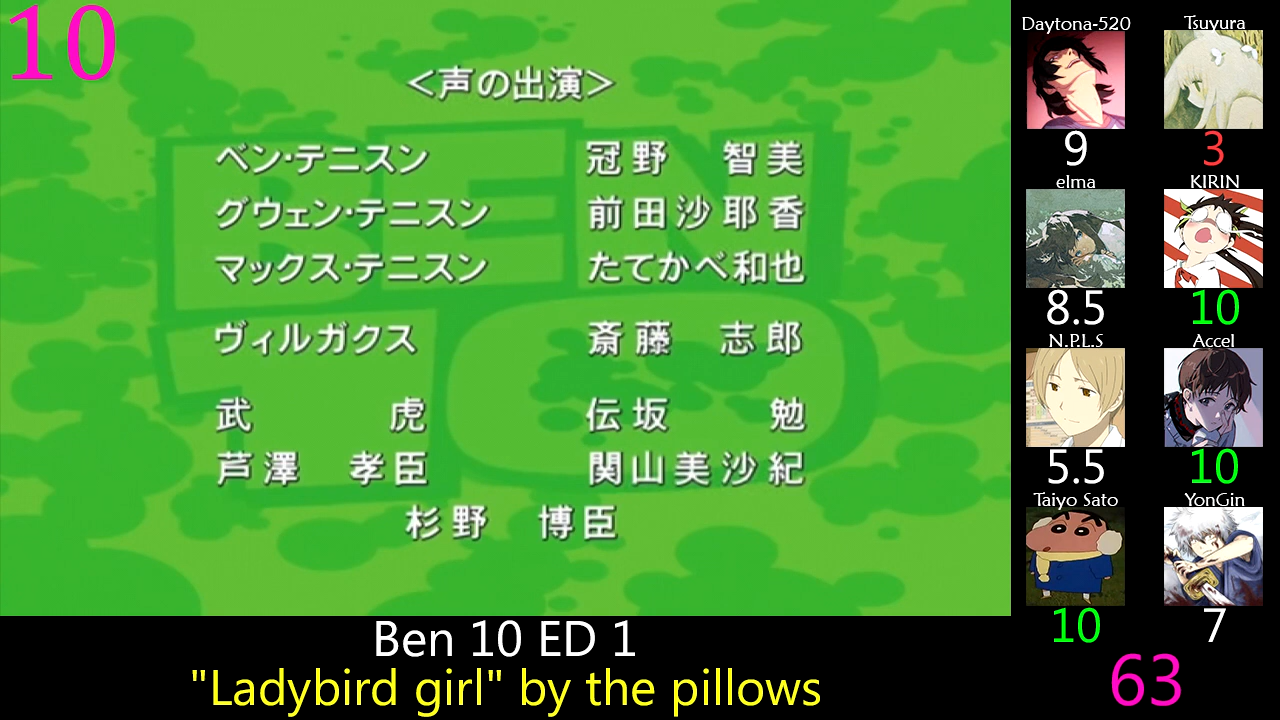 10
<声の出演>
ベン・テニスン 冠野 智美
グウェン・テニスン 前田沙耶香
マックス・テニスン たてかべ和也
ヴィルガクス 斎藤 志郎
武 虎 伝坂 勉
芦澤 孝臣 関山美沙紀
杉野 博臣
BEN
10
Ben 10 ED 1
"Ladybird girl" by the pillows
Daytona-520 Tsuyura
9 3
elma KIRIN
8.5 10
N.P.L.S Accel
5.5 10
Taiyo Sato YonGin
10 7
63